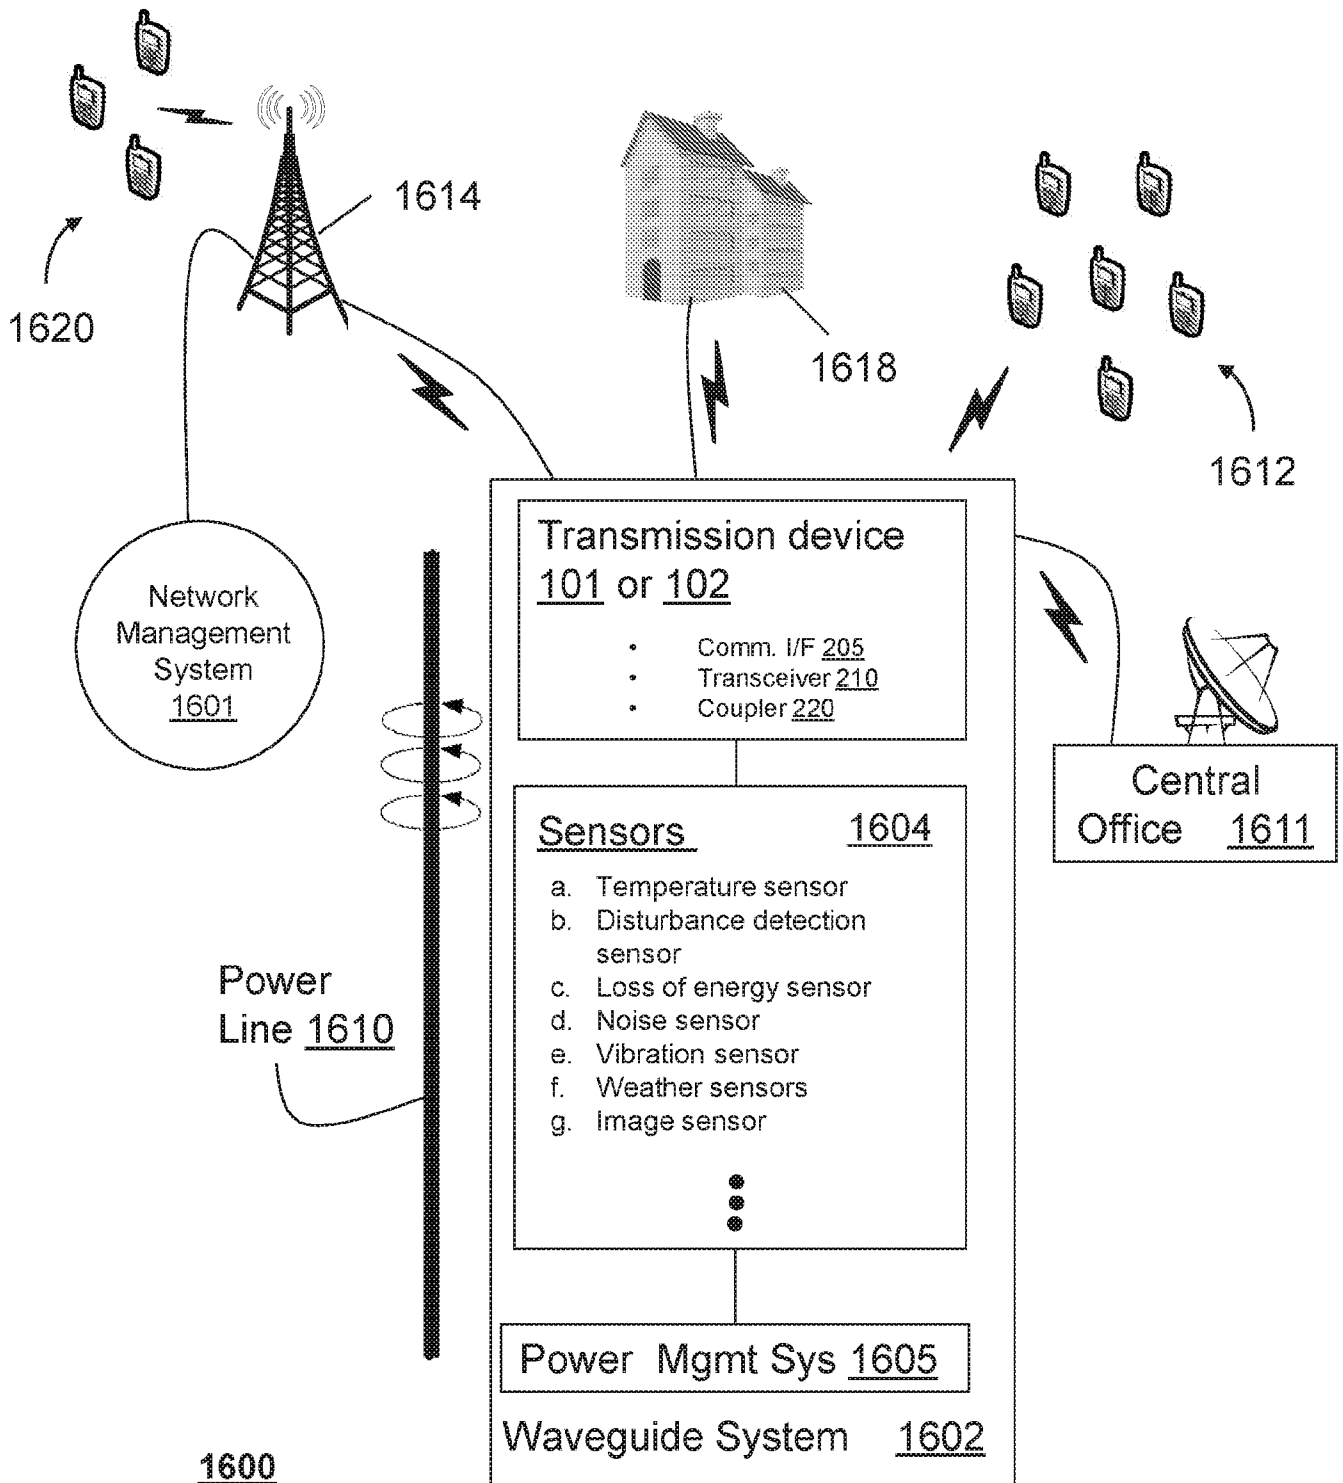 1614
1620
1618
1612
Network
Management
System
1601
Transmission device
101 or 102
• Comm. I/F 205
• Transceiver 210
• Coupler 220
Central
Office 1611
Sensors 1604
a. Temperature sensor
b. Disturbance detection
sensor
c. Loss of energy sensor
d. Noise sensor
e. Vibration sensor
f. Weather sensors
g. Image sensor
Power
Line 1610
Power Mgmt Sys 1605
Waveguide System 1602
1600